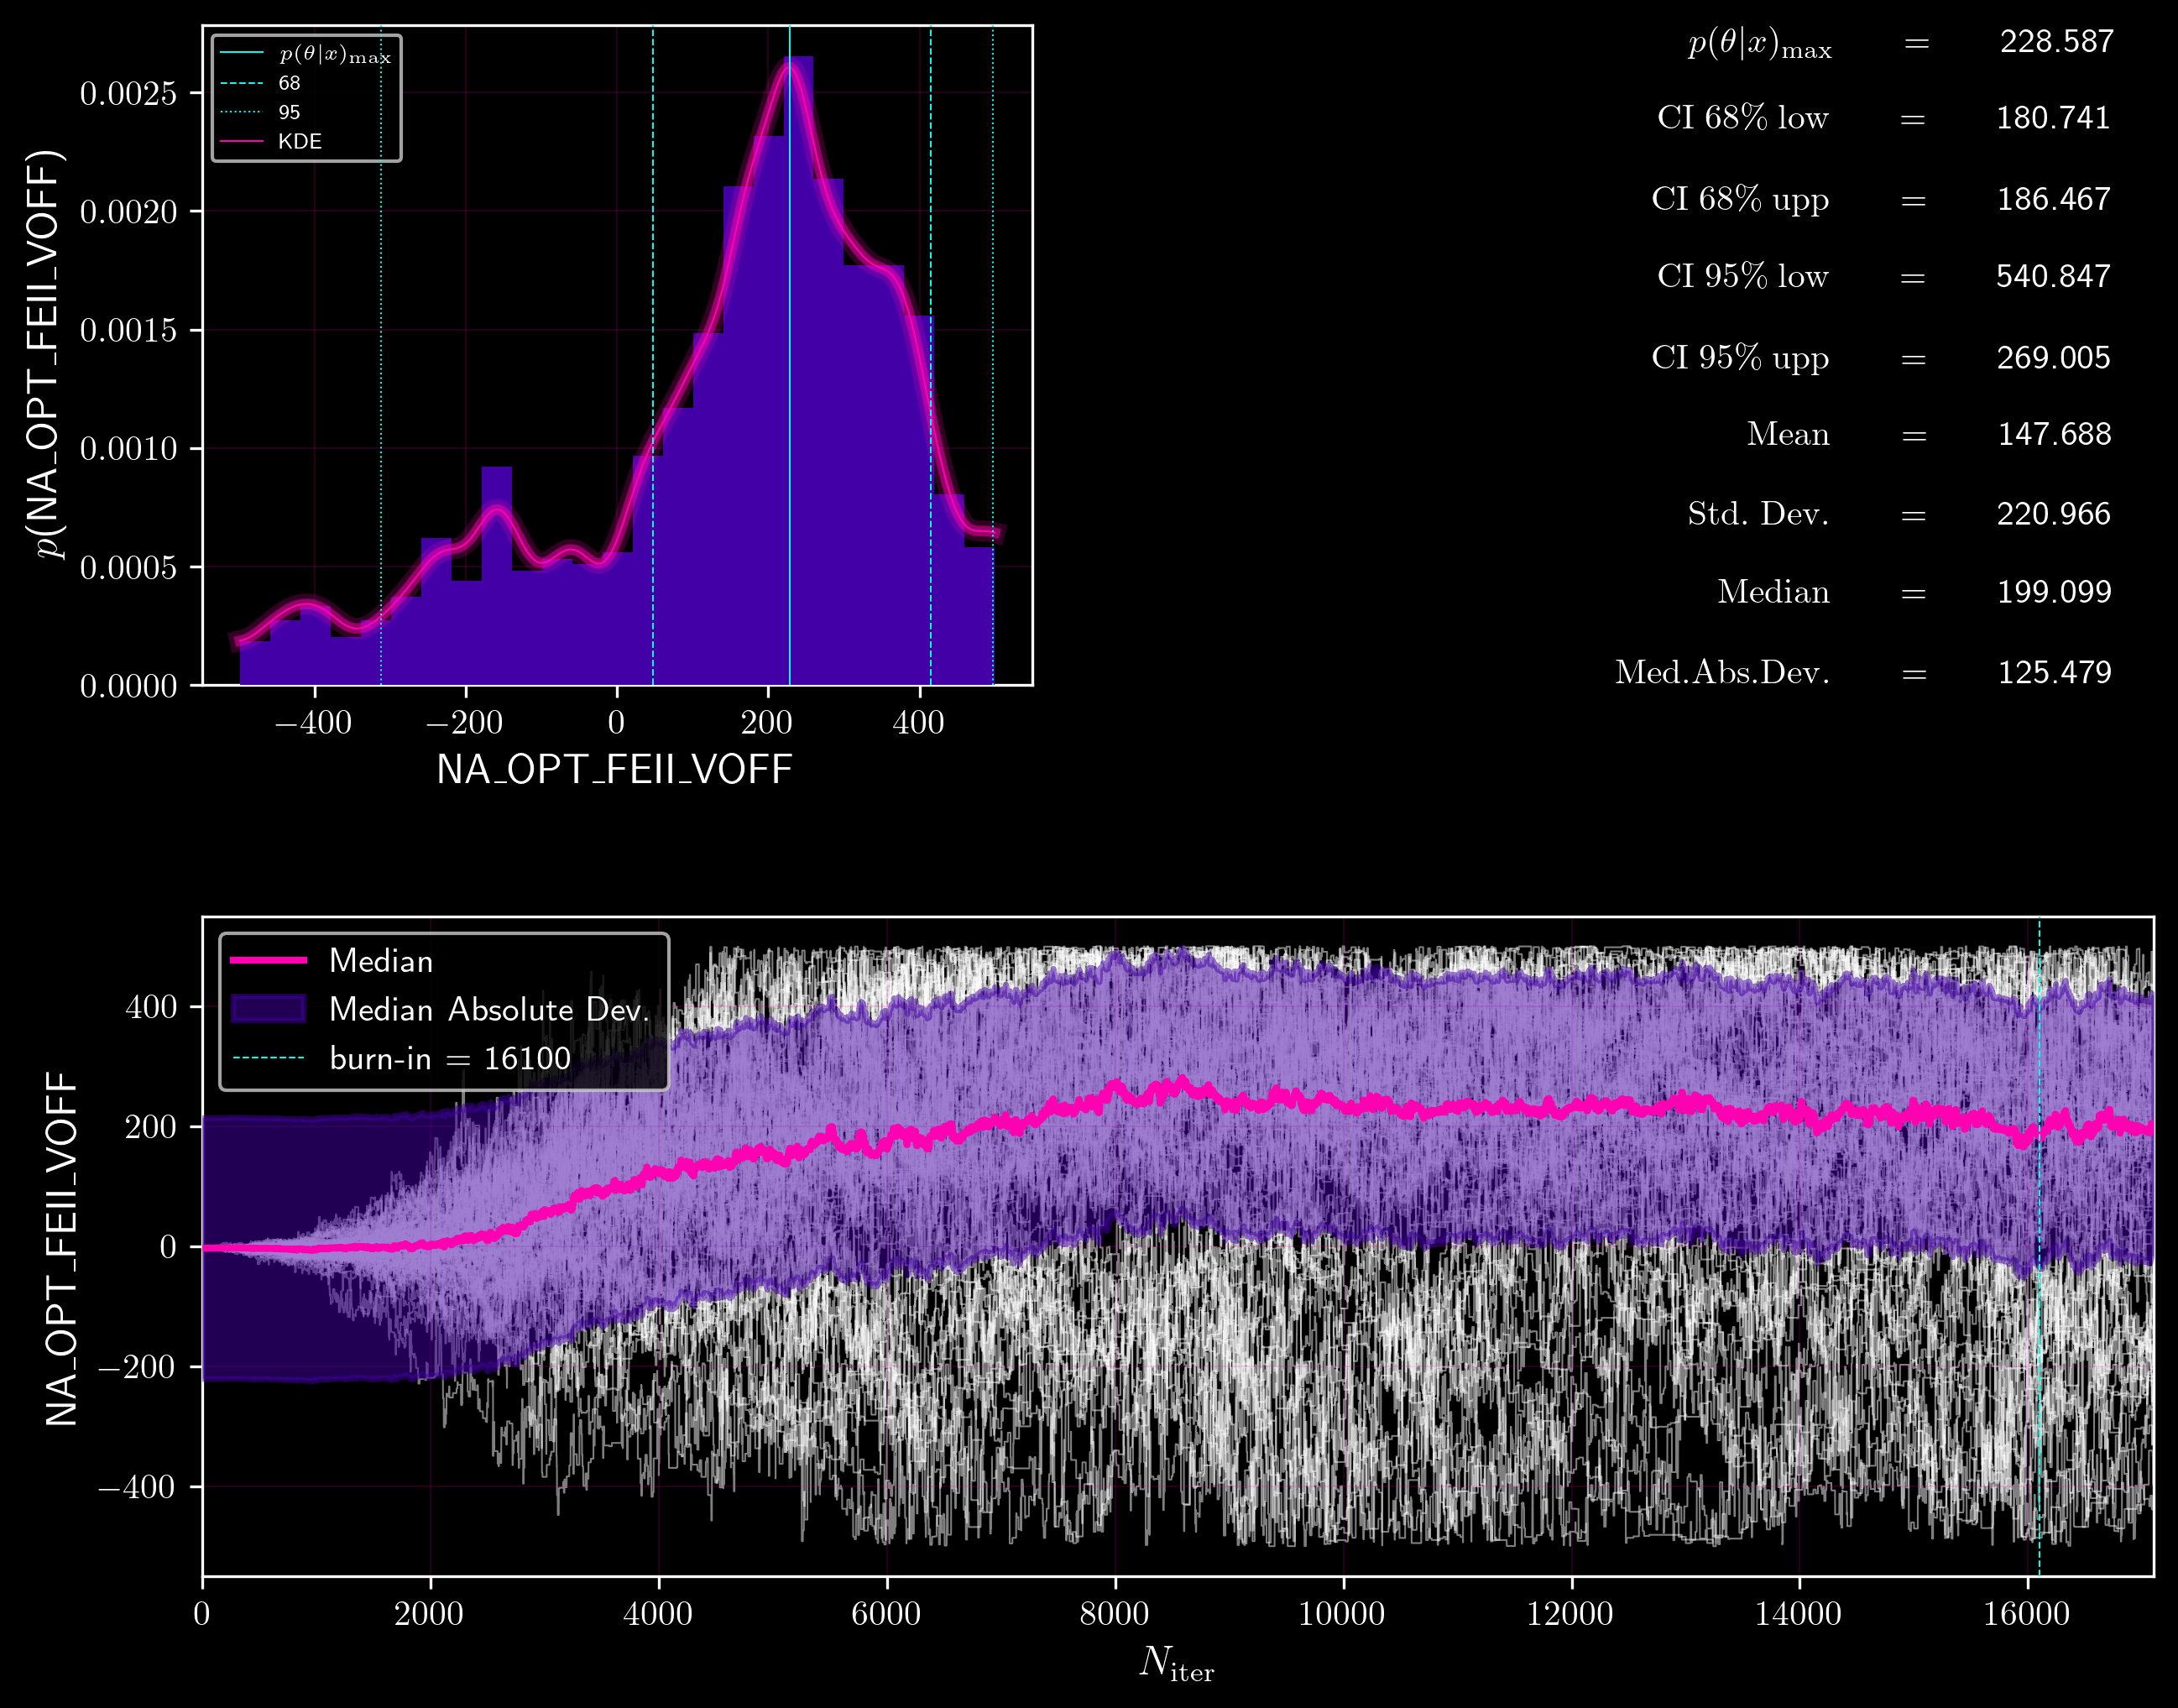 p(θ|x)max
68
95
KDE
0.0025
0.0020
0.0015
0.0010
0.0005
0.0000
p(NA_OPT_FEII_VOFF)
−400 −200 0 200 400
NA_OPT_FEII_VOFF
p(θ|x)max = 228.587
CI 68% low = 180.741
CI 68% upp = 186.467
CI 95% low = 540.847
CI 95% upp = 269.005
Mean = 147.688
Std. Dev. = 220.966
Median = 199.099
Med.Abs.Dev. = 125.479
Median
Median Absolute Dev.
burn-in = 16100
400
200
0
−200
−400
NA_OPT_FEII_VOFF
0 2000 4000 6000 8000 10000 12000 14000 16000
Niter